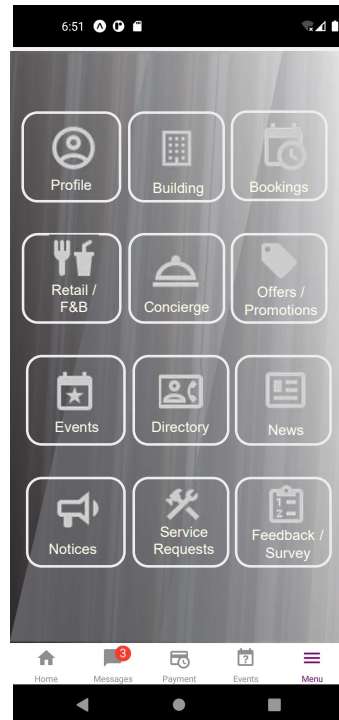 6:51
Profile
Building
Bookings
Retail /
F&B
Concierge
Offers /
Promotions
Events
Directory
News
Notices
Service
Requests
Feedback /
Survey
3
Home
Messages
Payment
Events
Menu